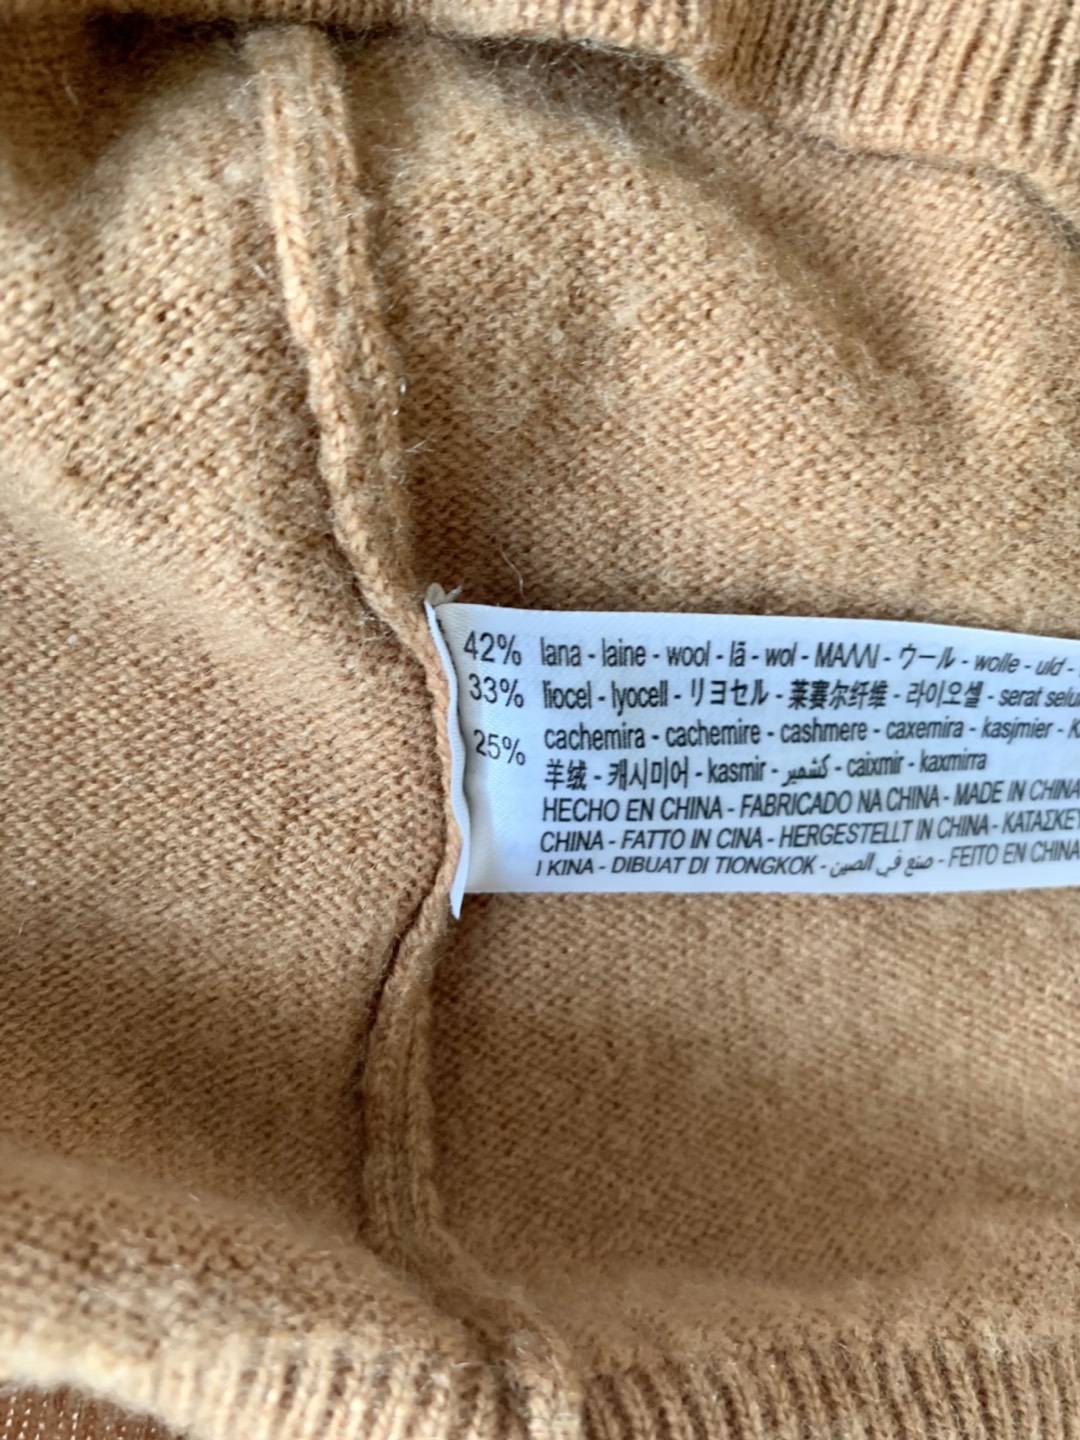 42% lana - laine - wool - lã - wol - МАЛЛІ - ウール - wolle - uld -
33% liocel - lyocell - リヨセル - 莱赛尔纤维 - 라이오셀 - serat selu
25% cachemira - cachemire - cashmere - caxemira - kasjmier - K
羊绒 - 캐시미어 - kasmir - كشمير - caixmir - kaxmirra
HECHO EN CHINA - FABRICADO NA CHINA - MADE IN CHINA
CHINA - FATTO IN CINA - HERGESTELLT IN CHINA - ΚΑΤΑΣΚΕΥ
I KINA - DIBUAT DI TIONGKOK - صنع في الصين - FEITO EN CHINA